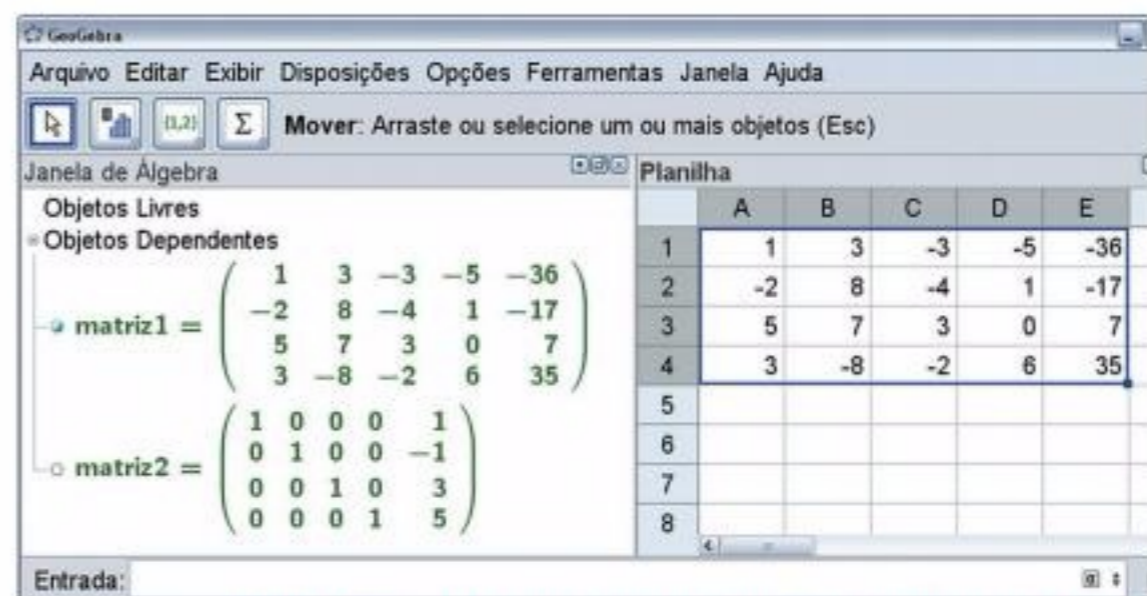 GeoGebra
Arquivo Editar Exibir Disposições Opções Ferramentas Janela Ajuda
{1,2} Σ Mover: Arraste ou selecione um ou mais objetos (Esc)
Janela de Álgebra
Objetos Livres
Objetos Dependentes
matriz1 =
1 3 −3 −5 −36
−2 8 −4 1 −17
5 7 3 0 7
3 −8 −2 6 35
matriz2 =
1 0 0 0 1
0 1 0 0 −1
0 0 1 0 3
0 0 0 1 5
Planilha
A B C D E
1 1 3 -3 -5 -36
2 -2 8 -4 1 -17
3 5 7 3 0 7
4 3 -8 -2 6 35
5
6
7
8
Entrada:
α